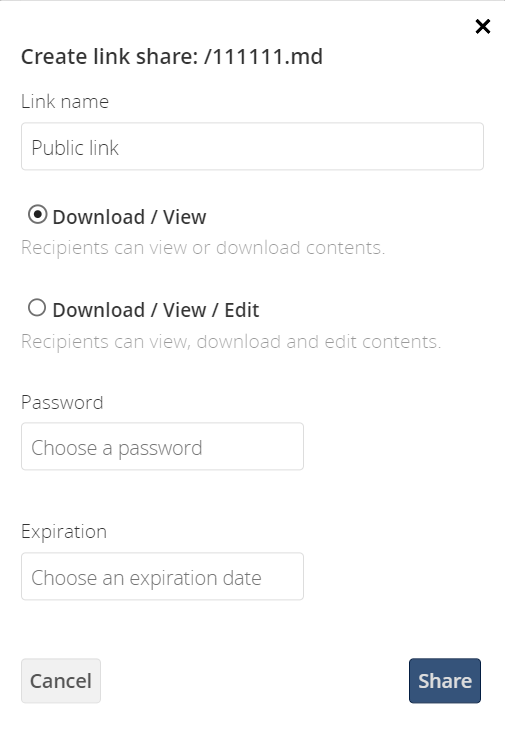 Create link share: /111111.md
Link name
Public link
Download / View
Recipients can view or download contents.
Download / View / Edit
Recipients can view, download and edit contents.
Password
Choose a password
Expiration
Choose an expiration date
Cancel
Share